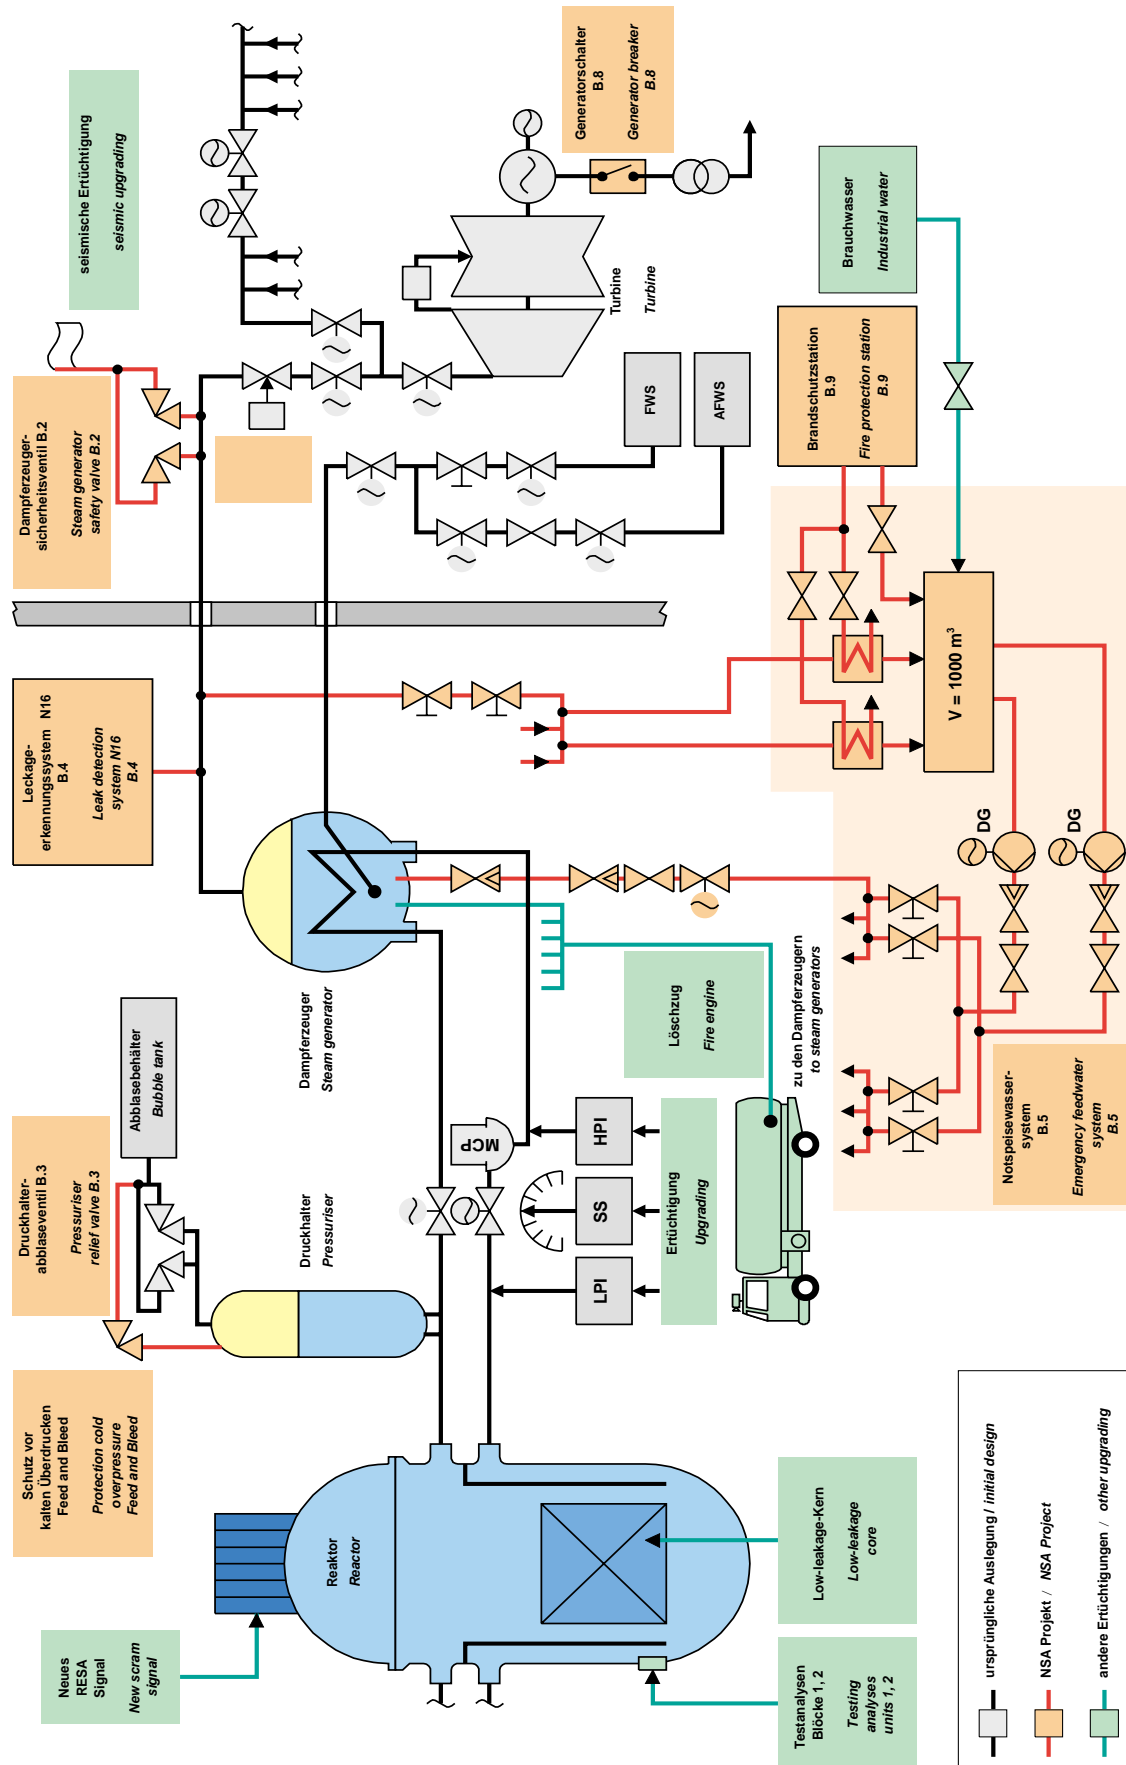 Neues
RESA
Signal
New scram
signal
Schutz vor
kalten Überdrucken
Feed and Bleed
Protection cold
overpressure
Feed and Bleed
Druckhalter-
abblaseventil B.3
Pressuriser
relief valve B.3
Abblasebehälter
Bubble tank
Leckage-
erkennungssystem N16
B.4
Leak detection
system N16
B.4
Dampferzeuger-
sicherheitsventil B.2
Steam generator
safety valve B.2
seismische Ertüchtigung
seismic upgrading
Reaktor
Reactor
Druckhalter
Pressuriser
Dampferzeuger
Steam generator
MCP
LPI
SS
HPI
Ertüchtigung
Upgrading
Löschzug
Fire engine
zu den Dampferzeugern
to steam generators
FWS
AFWS
Turbine
Turbine
Generatorschalter
B.8
Generator breaker
B.8
Brandschutzstation
B.9
Fire protection station
B.9
Brauchwasser
Industrial water
V = 1000 m³
DG
DG
Notspeisewasser-
system
B.5
Emergency feedwater
system
B.5
Testanalysen
Blöcke 1, 2
Testing
analyses
units 1, 2
Low-leakage-Kern
Low-leakage
core
ursprüngliche Auslegung / initial design
NSA Projekt / NSA Project
andere Ertüchtigungen / other upgrading